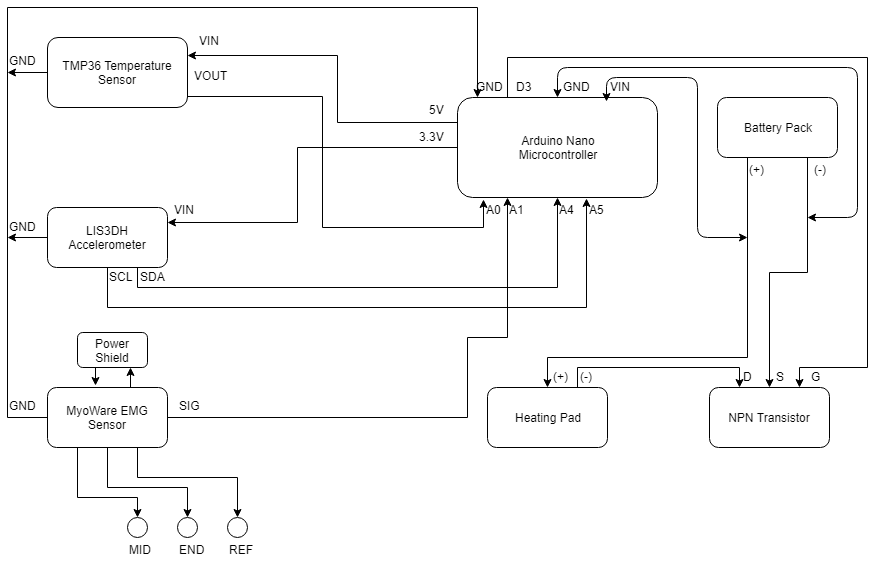 VIN
GND
TMP36 Temperature
Sensor
VOUT
GND
D3
GND
VIN
5V
3.3V
Arduino Nano
Microcontroller
Battery Pack
(+)
(-)
A0
A1
A4
A5
VIN
GND
LIS3DH
Accelerometer
SCL
SDA
Power
Shield
GND
MyoWare EMG
Sensor
SIG
(+)
(-)
D
S
G
Heating Pad
NPN Transistor
MID
END
REF